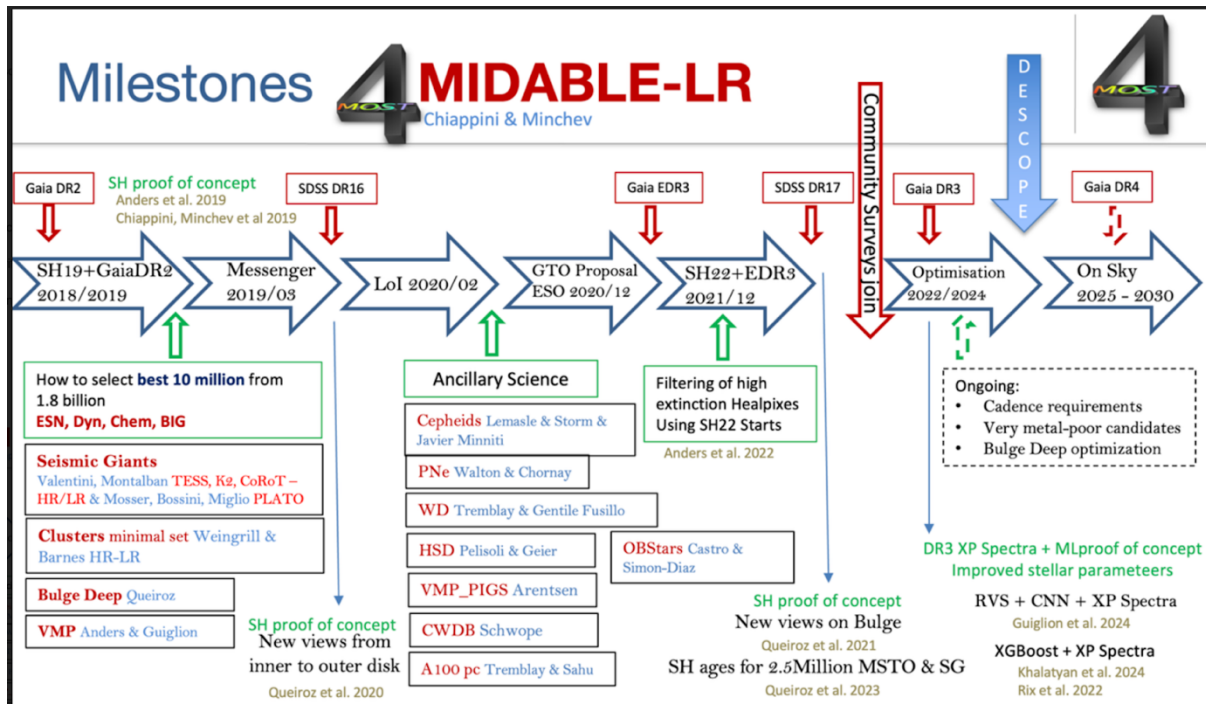 Milestones
4MOST
MIDABLE-LR
Chiappini & Minchev
DESCOPE
4MOST
Community Surveys Join
Gaia DR2
SH proof of concept
Anders et al. 2019
Chiappini, Minchev et al 2019
SDSS DR16
Gaia EDR3
SDSS DR17
Gaia DR3
Gaia DR4
SH19+GaiaDR2
2018/2019
Messenger
2019/03
LoI 2020/02
GTO Proposal
ESO 2020/12
SH22+EDR3
2021/12
Optimisation
2022/2024
On Sky
2025 – 2030
How to select best 10 million from
1.8 billion
ESN, Dyn, Chem, BIG
Seismic Giants
Valentini, Montalban TESS, K2, CoRoT –
HR/LR & Mosser, Bossini, Miglio PLATO
Clusters minimal set Weingrill &
Barnes HR-LR
Bulge Deep Queiroz
VMP Anders & Guiglion
SH proof of concept
New views from
inner to outer disk
Queiroz et al. 2020
Ancillary Science
Cepheids Lemasle & Storm &
Javier Minniti
PNe Walton & Chornay
WD Tremblay & Gentile Fusillo
HSD Pelisoli & Geier
VMP_PIGS Arentsen
CWDB Schwope
A100 pc Tremblay & Sahu
OBStars Castro &
Simon-Diaz
Filtering of high
extinction Healpixes
Using SH22 Starts
Anders et al. 2022
SH proof of concept
New views on Bulge
Queiroz et al. 2021
SH ages for 2.5Million MSTO & SG
Queiroz et al. 2023
Ongoing:
• Cadence requirements
• Very metal-poor candidates
• Bulge Deep optimization
DR3 XP Spectra + MLproof of concept
Improved stellar parameteers
RVS + CNN + XP Spectra
Guiglion et al. 2024
XGBoost + XP Spectra
Khalatyan et al. 2024
Rix et al. 2022